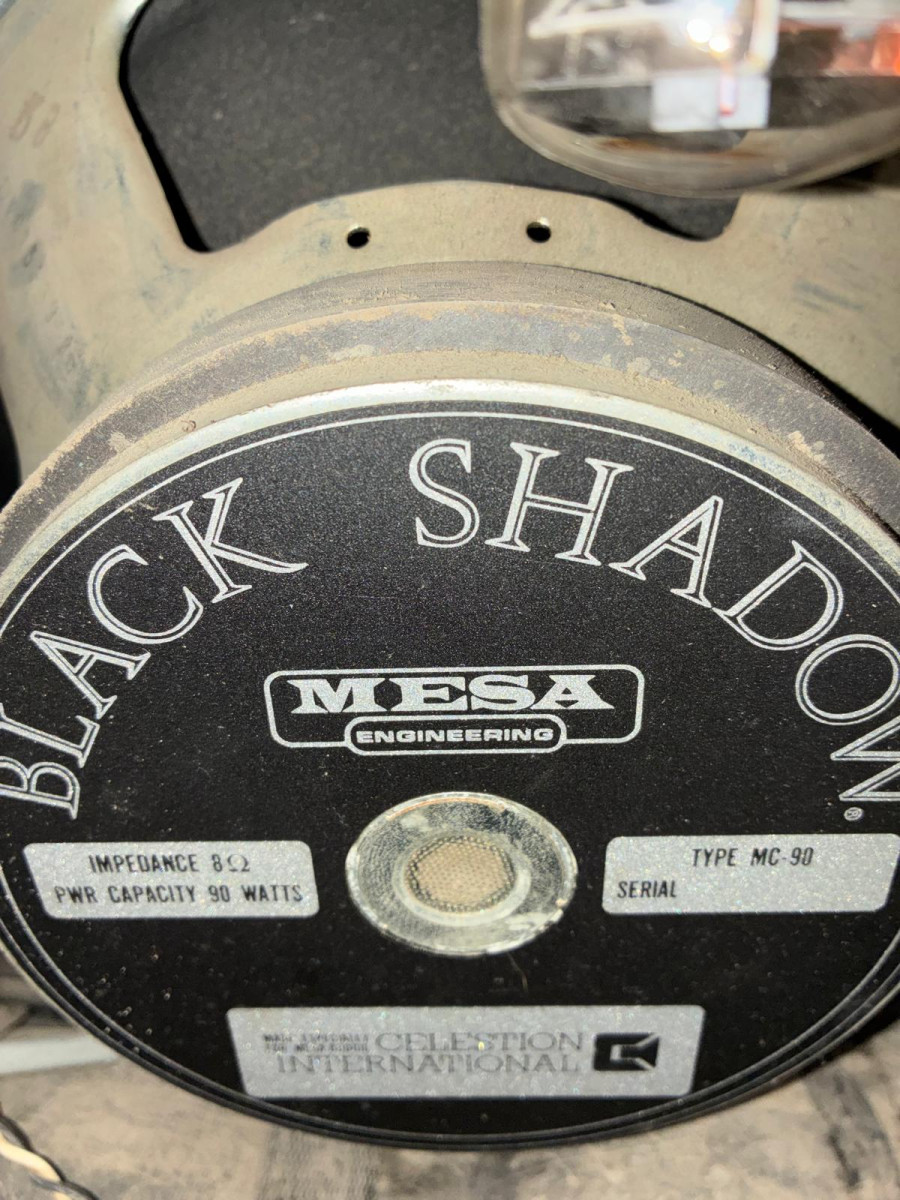 BLACK SHADOW
MESA
ENGINEERING
IMPEDANCE 8Ω
PWR CAPACITY 90 WATTS
TYPE MC-90
SERIAL
CELESTION
INTERNATIONAL